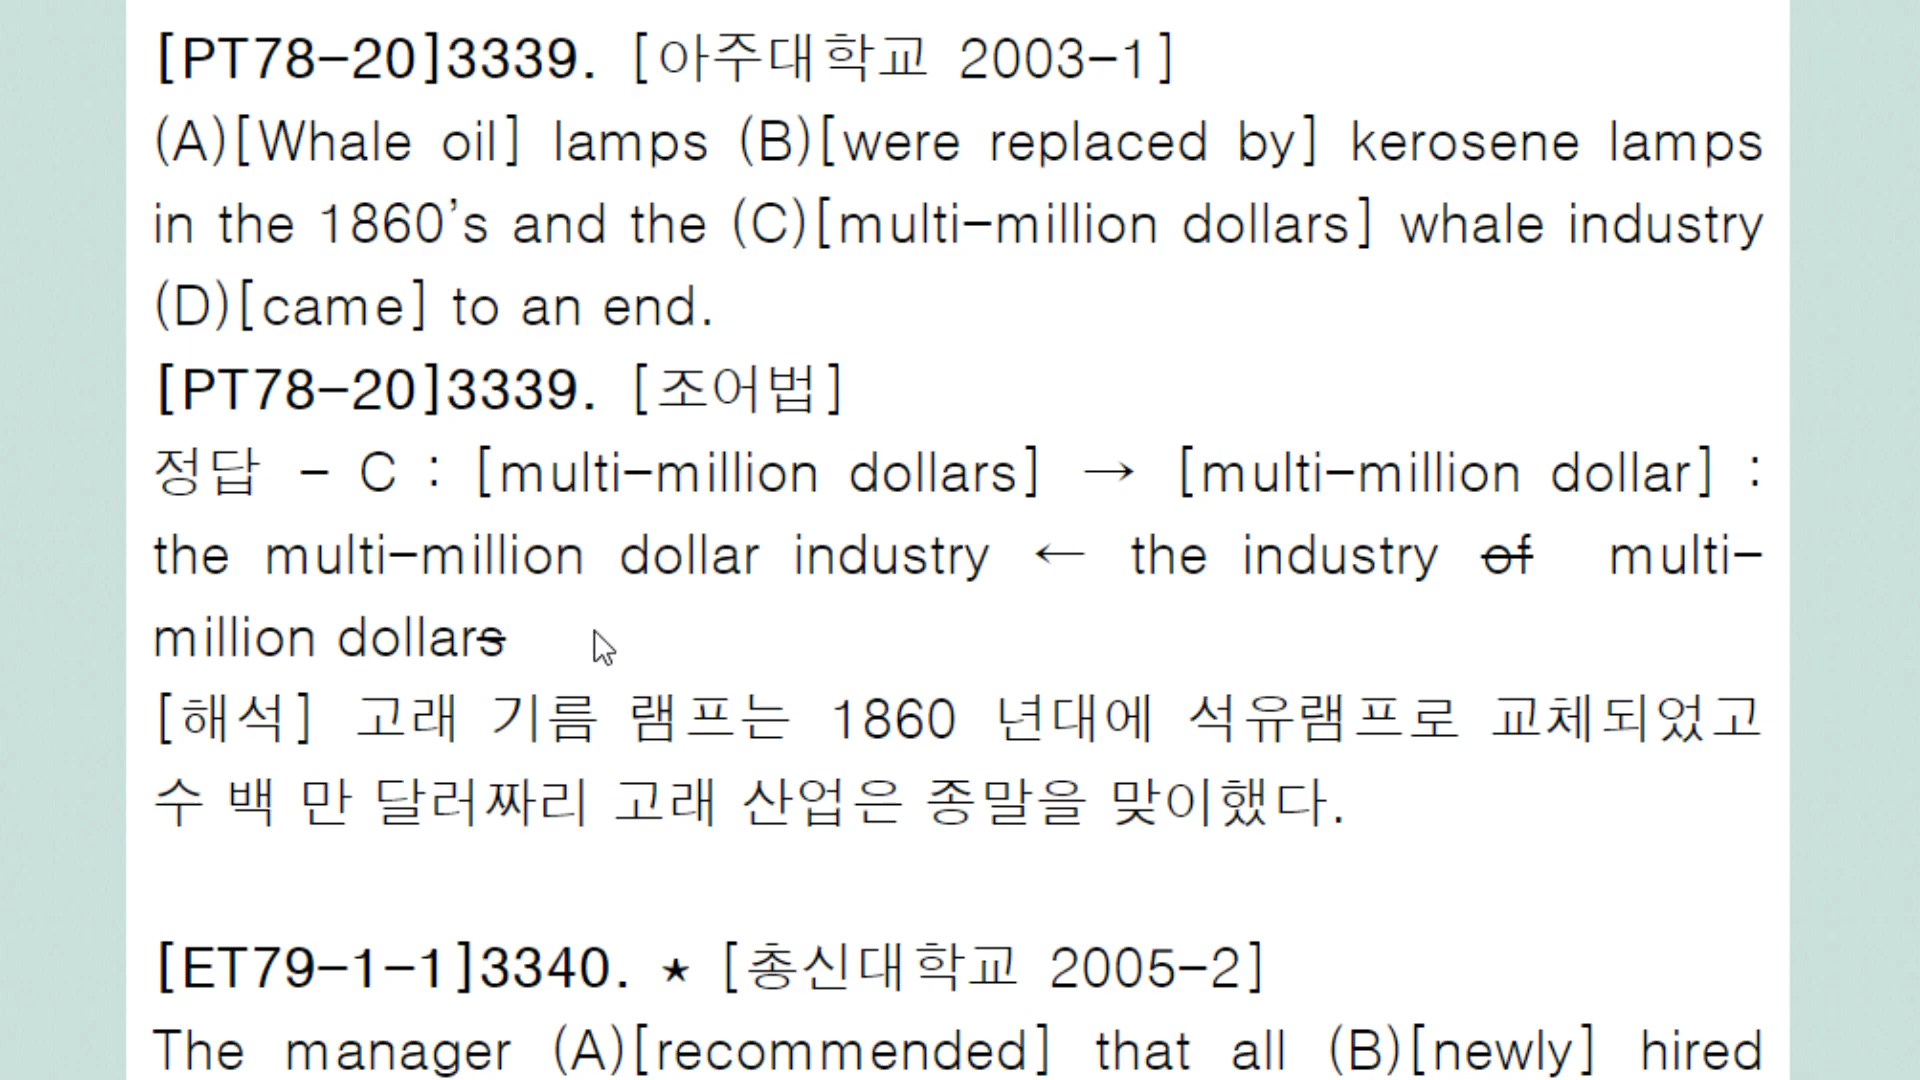 [PT78-20]3339. [아주대학교 2003-1]
(A)[Whale oil] lamps (B)[were replaced by] kerosene lamps
in the 1860's and the (C)[multi-million dollars] whale industry
(D)[came] to an end.
[PT78-20]3339. [조어법]
정답 - C : [multi-million dollars] → [multi-million dollar] :
the multi-million dollar industry ← the industry of multi-
million dollars
[해석] 고래 기름 램프는 1860 년대에 석유램프로 교체되었고
수 백 만 달러짜리 고래 산업은 종말을 맞이했다.
[ET79-1-1]3340. ★ [총신대학교 2005-2]
The manager (A)[recommended] that all (B)[newly] hired